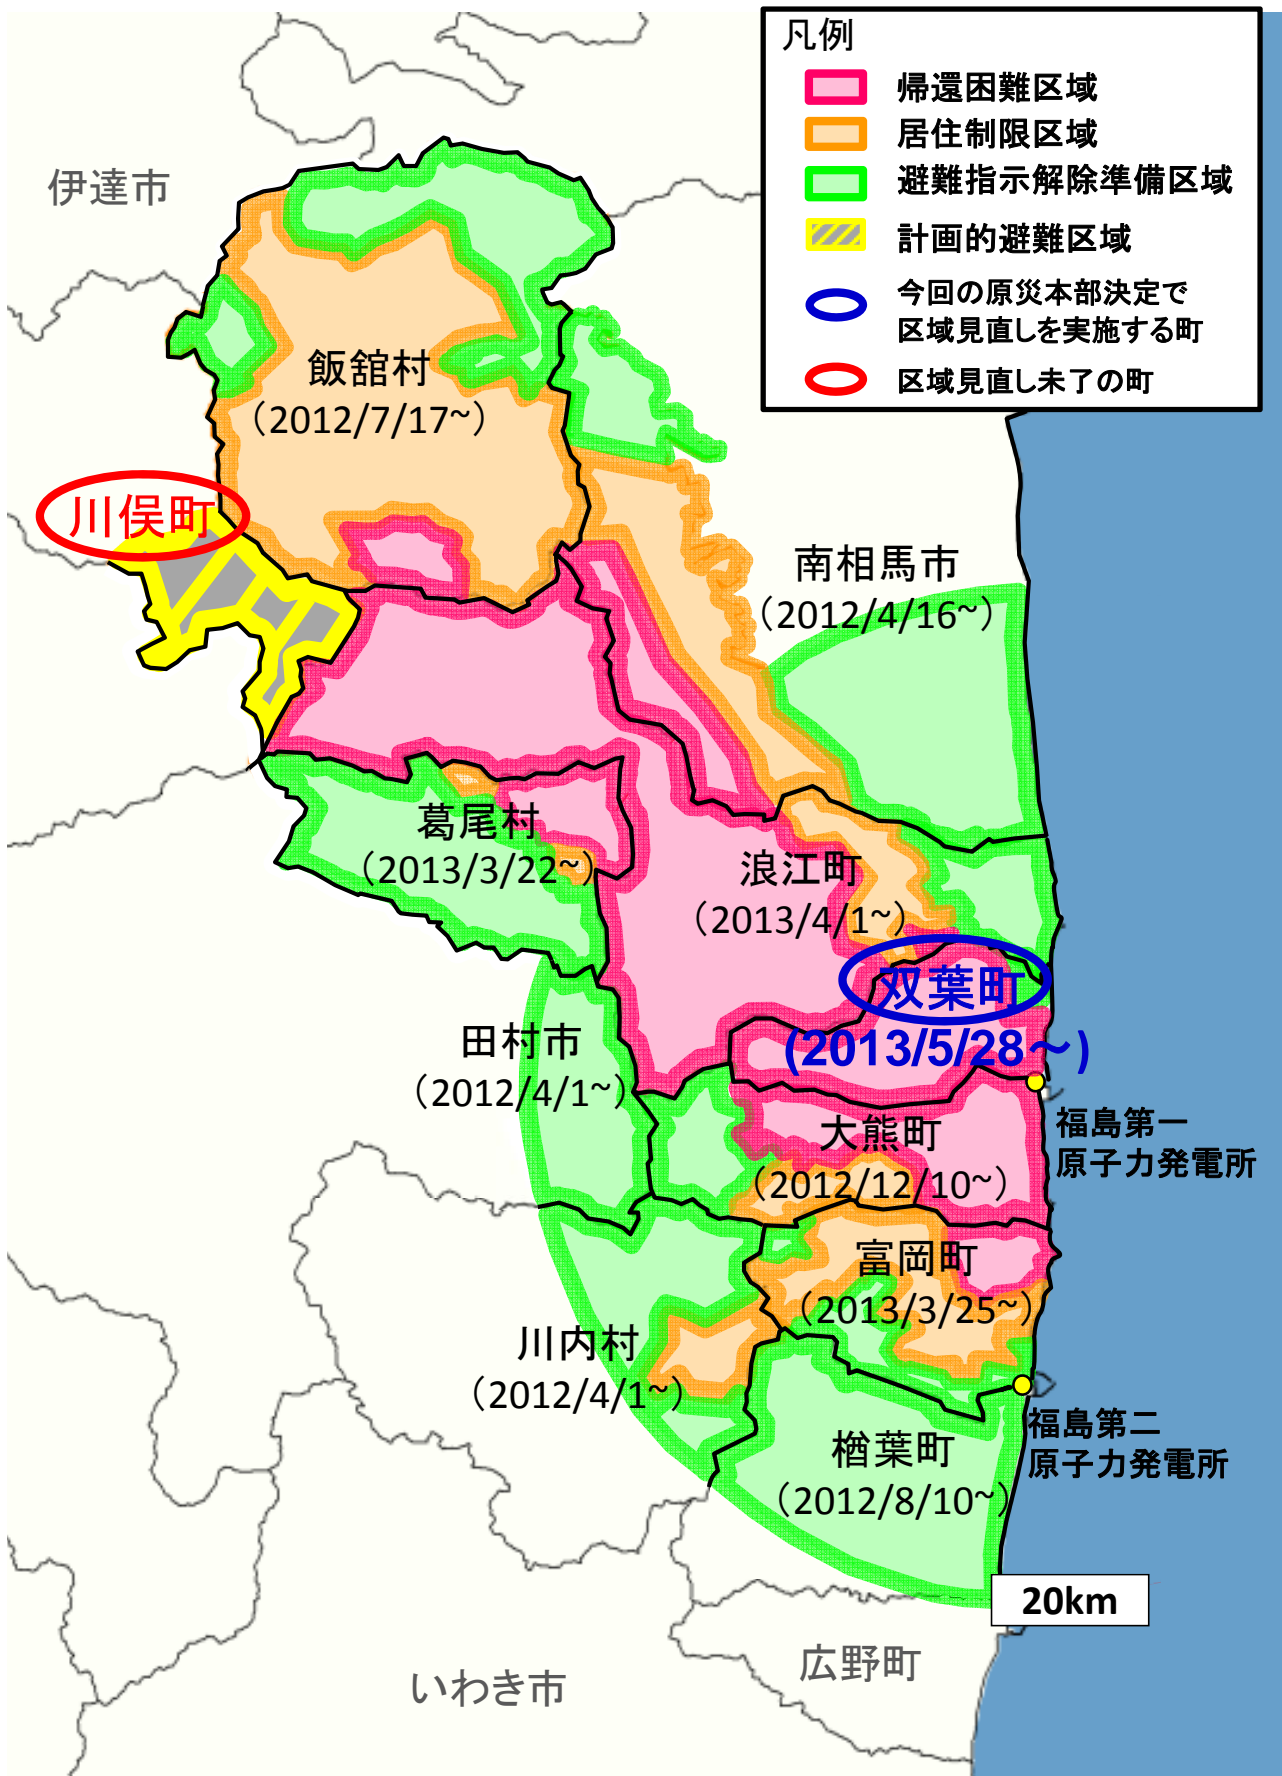 凡例
帰還困難区域
居住制限区域
避難指示解除準備区域
計画的避難区域
今回の原災本部決定で
区域見直しを実施する町
区域見直し未了の町
伊達市
飯舘村
（2012/7/17~）
川俣町
南相馬市
（2012/4/16~）
葛尾村
（2013/3/22~）
浪江町
（2013/4/1~）
双葉町
(2013/5/28～)
田村市
（2012/4/1~）
大熊町
（2012/12/10~）
福島第一
原子力発電所
富岡町
（2013/3/25~）
川内村
（2012/4/1~）
福島第二
原子力発電所
楢葉町
（2012/8/10~）
20km
広野町
いわき市